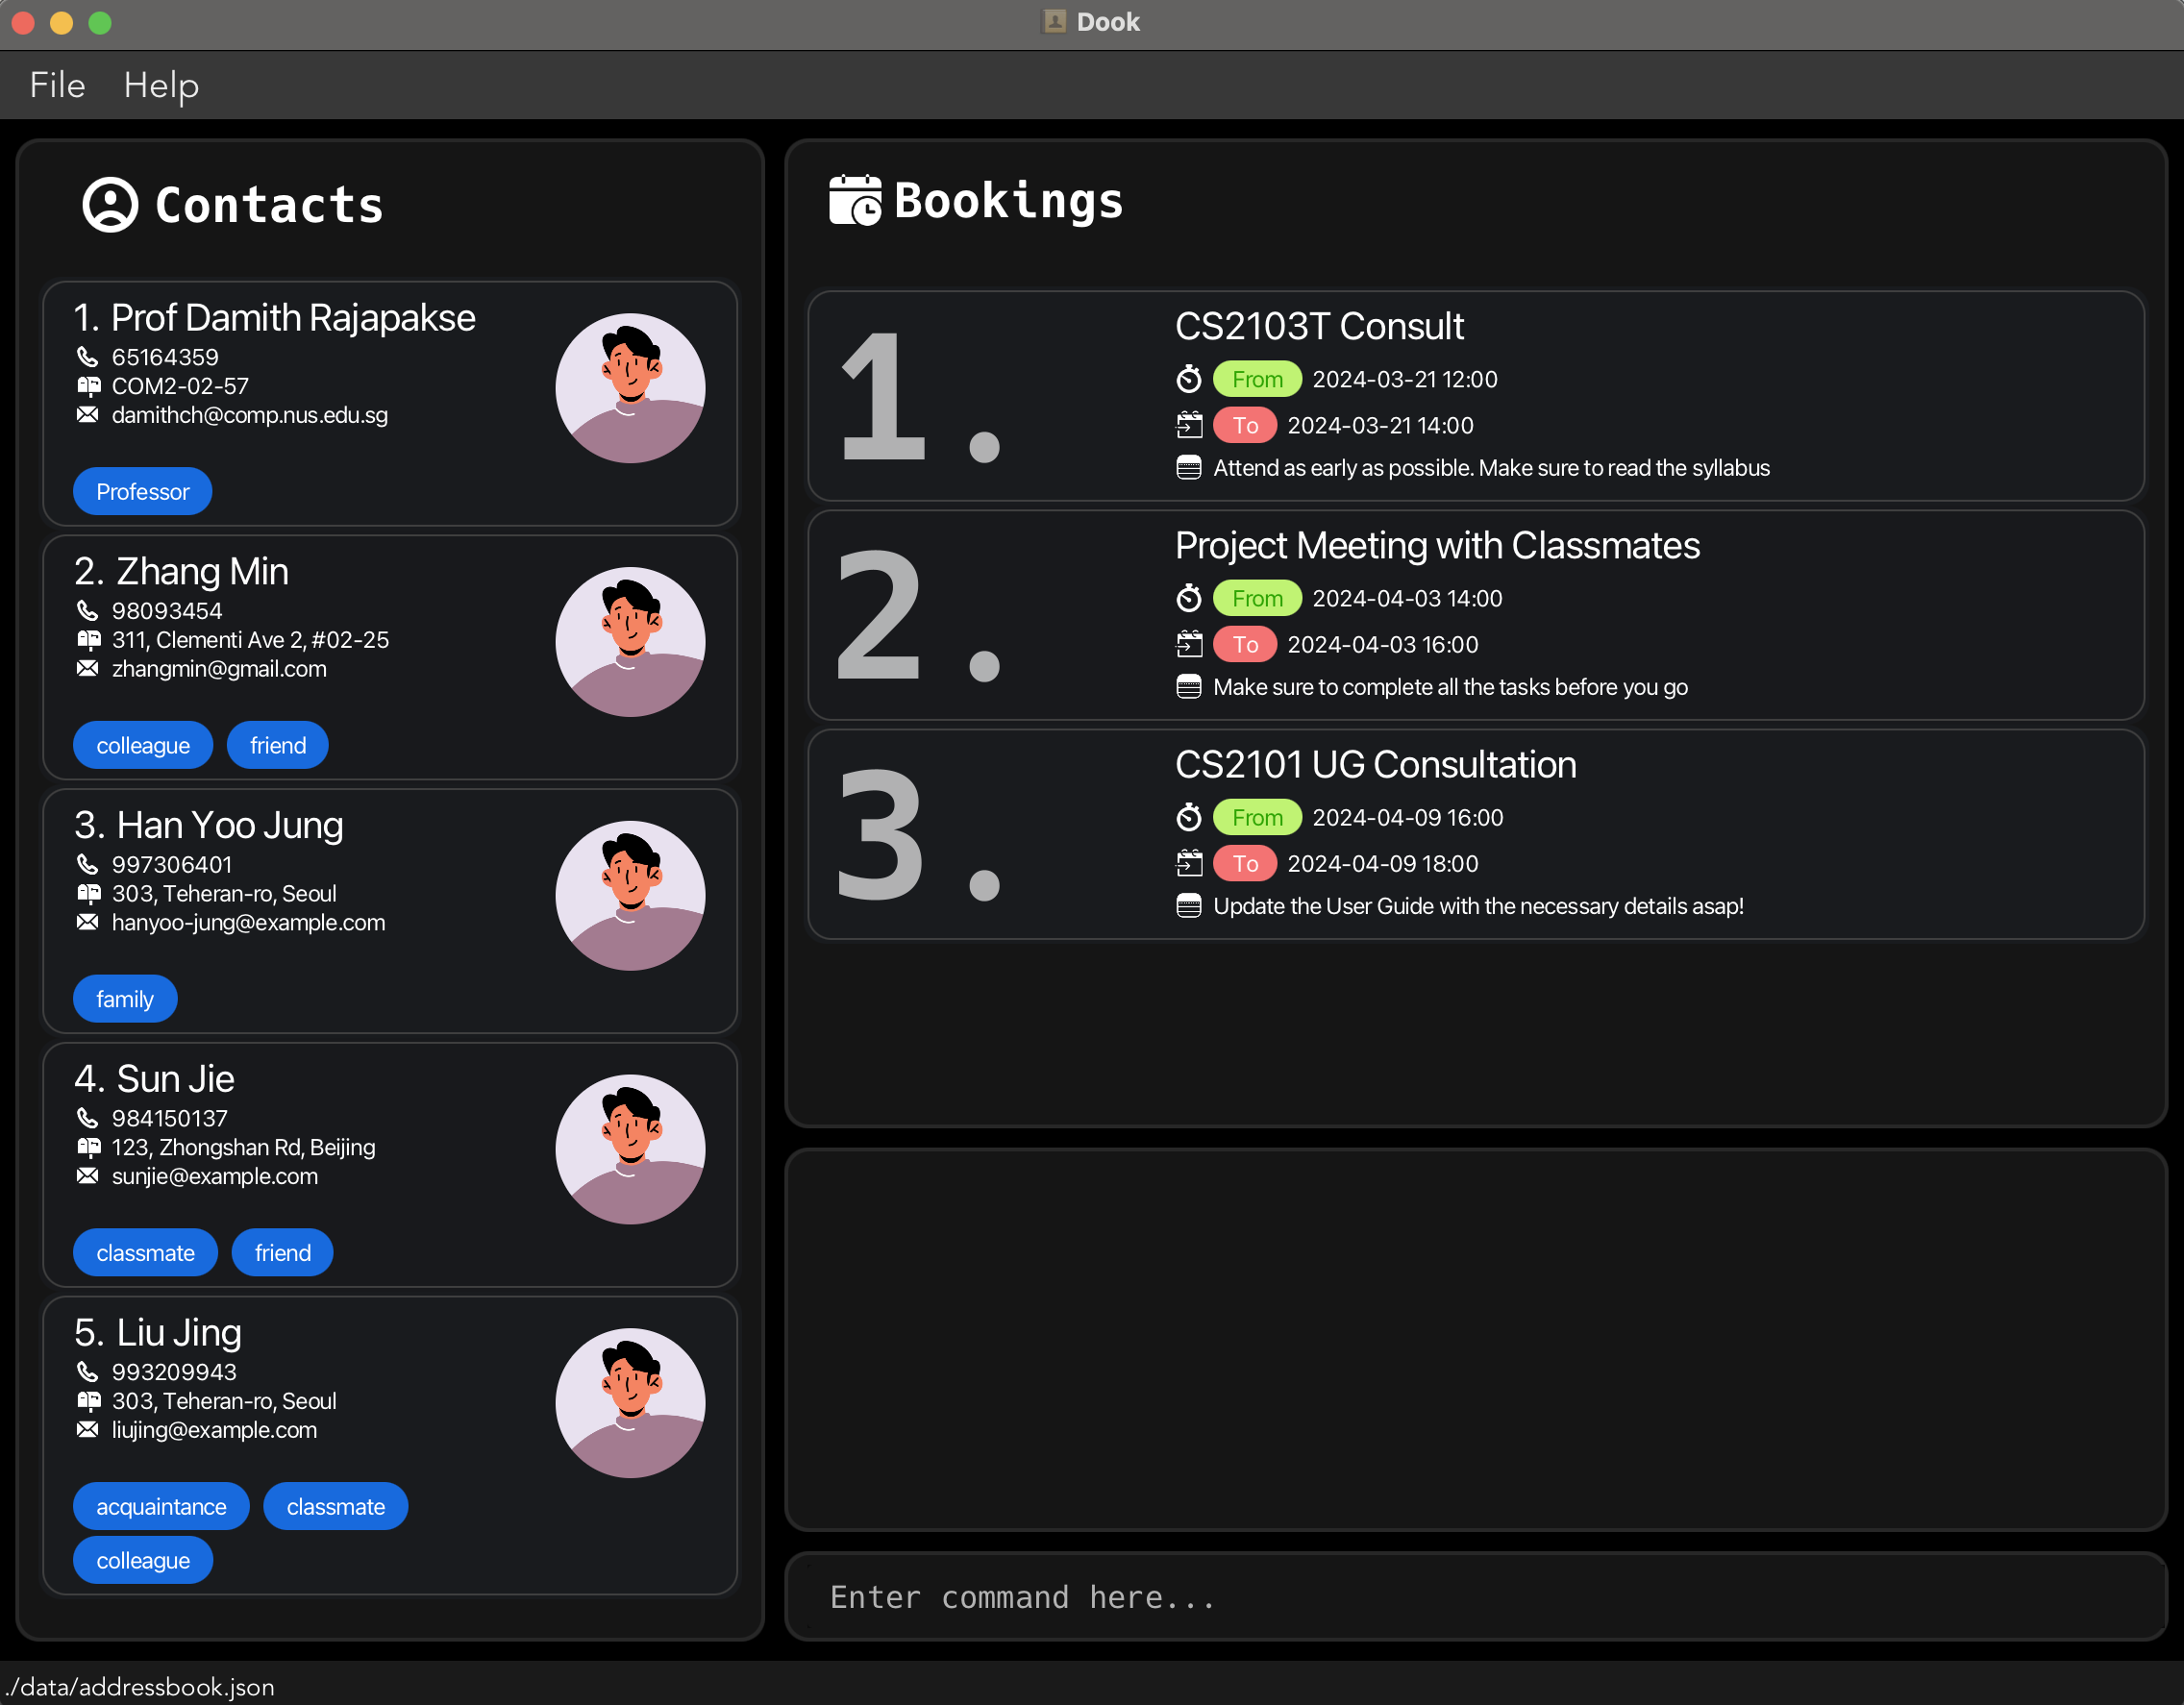 Dook
File Help
Contacts
1. Prof Damith Rajapakse
65164359
COM2-02-57
damithch@comp.nus.edu.sg
Professor
2. Zhang Min
98093454
311, Clementi Ave 2, #02-25
zhangmin@gmail.com
colleague friend
3. Han Yoo Jung
997306401
303, Teheran-ro, Seoul
hanyoo-jung@example.com
family
4. Sun Jie
984150137
123, Zhongshan Rd, Beijing
sunjie@example.com
classmate friend
5. Liu Jing
993209943
303, Teheran-ro, Seoul
liujing@example.com
acquaintance classmate
colleague
Bookings
1.
CS2103T Consult
From 2024-03-21 12:00
To 2024-03-21 14:00
Attend as early as possible. Make sure to read the syllabus
2.
Project Meeting with Classmates
From 2024-04-03 14:00
To 2024-04-03 16:00
Make sure to complete all the tasks before you go
3.
CS2101 UG Consultation
From 2024-04-09 16:00
To 2024-04-09 18:00
Update the User Guide with the necessary details asap!
Enter command here...
./data/addressbook.json